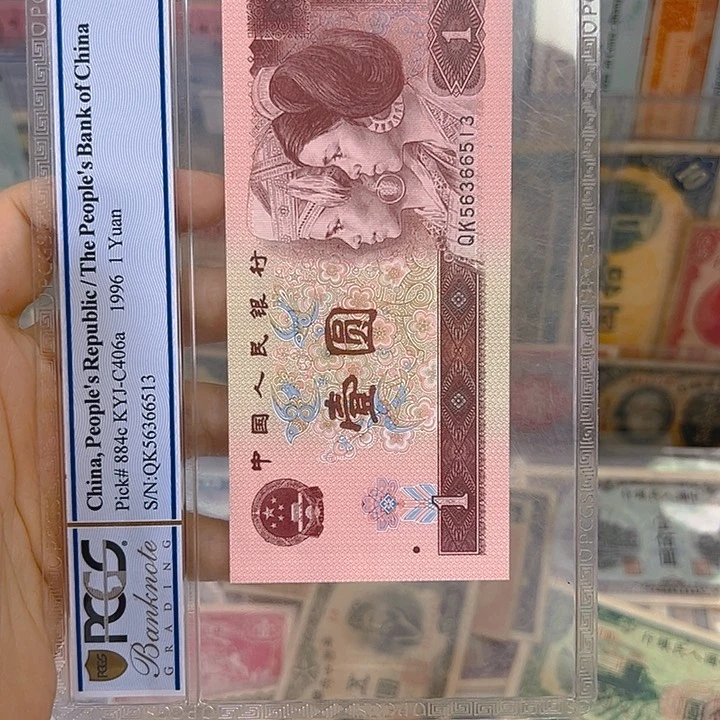 China, People's Republic / The People's Bank of China
Pick# 884c KYJ-C406a 1996 1 Yuan
S/N:QK56366513
PCGS
Banknote
GRADING
PCGS
中国人民银行
壹圆
1
QK56366513
1